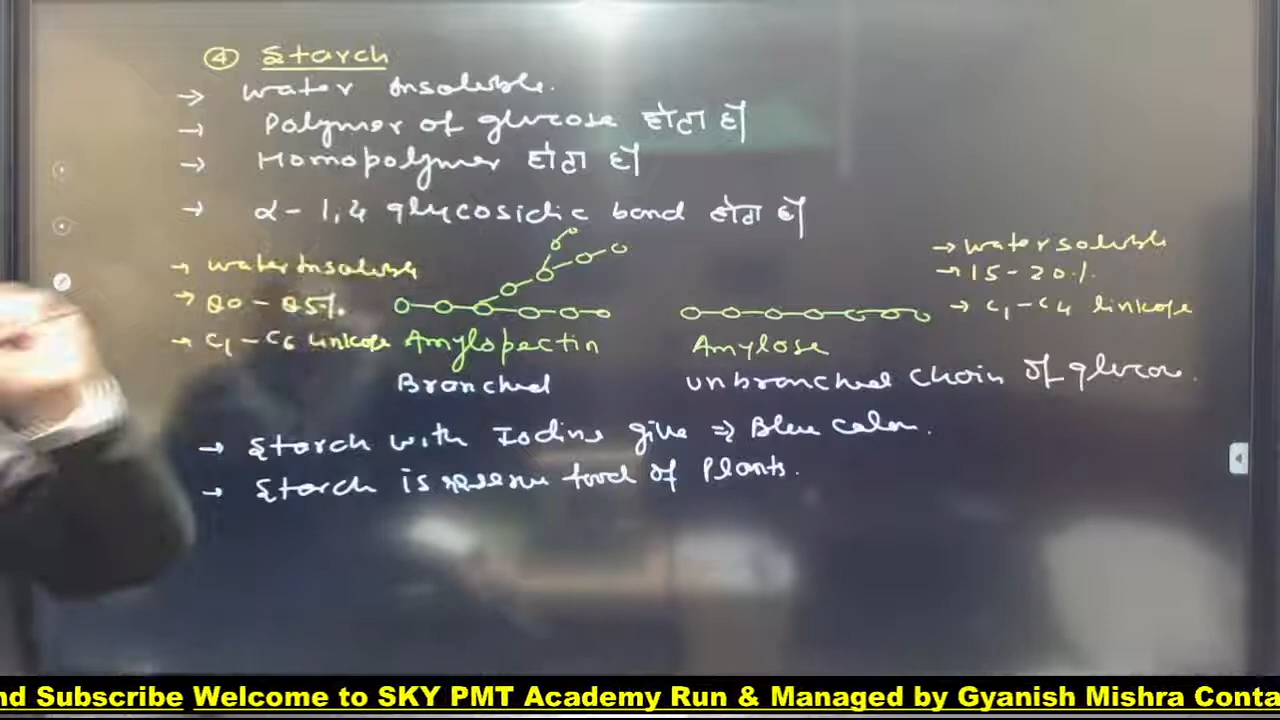 ④ Starch
→ Water Insoluble.
→ Polymer of glucose होता है
→ Homopolymer होता है
→ α-1,4 glycosidic bond होता है
→ water Insoluble
→ 80-85%
→ C₁-C₆ linkage
Amylopectin
Branched
→ water soluble
→ 15-20%
→ C₁-C₄ linkage
Amylose
unbranched chain of glucose.
→ Starch with Iodine give ⇒ Blue color.
→ Starch is reserve food of Plants.
nd Subscribe Welcome to SKY PMT Academy Run & Managed by Gyanish Mishra Conta